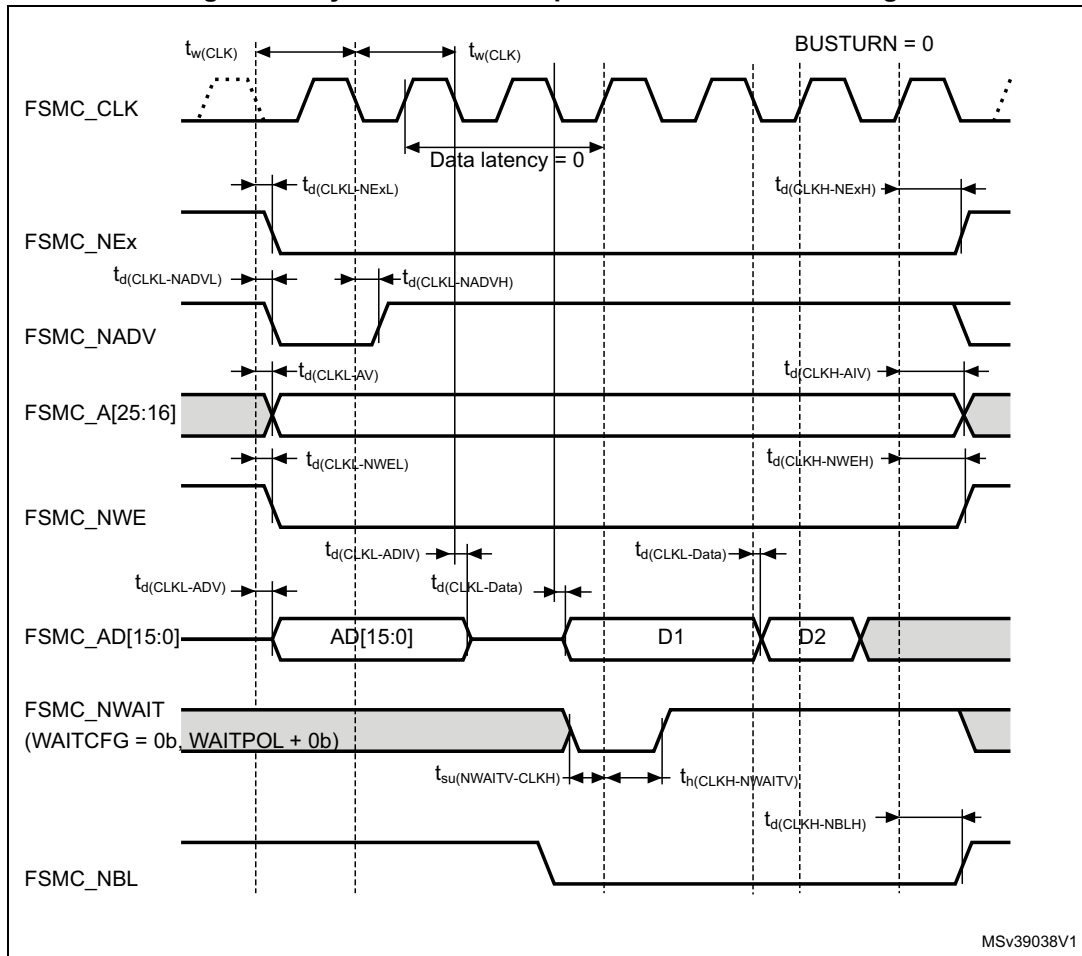 BUSTURN = 0
tw(CLK) tw(CLK)
FSMC_CLK
Data latency = 0
td(CLKL-NExL) td(CLKH-NExH)
FSMC_NEx
td(CLKL-NADVL) td(CLKL-NADVH)
FSMC_NADV
td(CLKL-AV) td(CLKH-AIV)
FSMC_A[25:16]
td(CLKL-NWEL) td(CLKH-NWEH)
FSMC_NWE
td(CLKL-ADIV) td(CLKL-Data)
td(CLKL-ADV) td(CLKL-Data)
FSMC_AD[15:0] AD[15:0] D1 D2
FSMC_NWAIT
(WAITCFG = 0b, WAITPOL + 0b)
tsu(NWAITV-CLKH) th(CLKH-NWAITV)
td(CLKH-NBLH)
FSMC_NBL
MSv39038V1